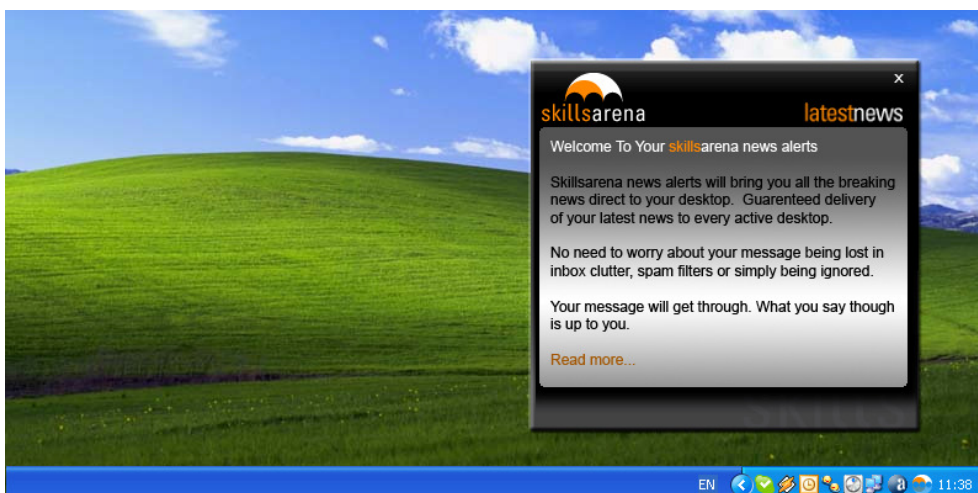 x
skillsarena
latestnews
Welcome To Your skillsarena news alerts
Skillsarena news alerts will bring you all the breaking
news direct to your desktop. Guarenteed delivery
of your latest news to every active desktop.
No need to worry about your message being lost in
inbox clutter, spam filters or simply being ignored.
Your message will get through. What you say though
is up to you.
Read more...
SKILLS
EN
a
11:38